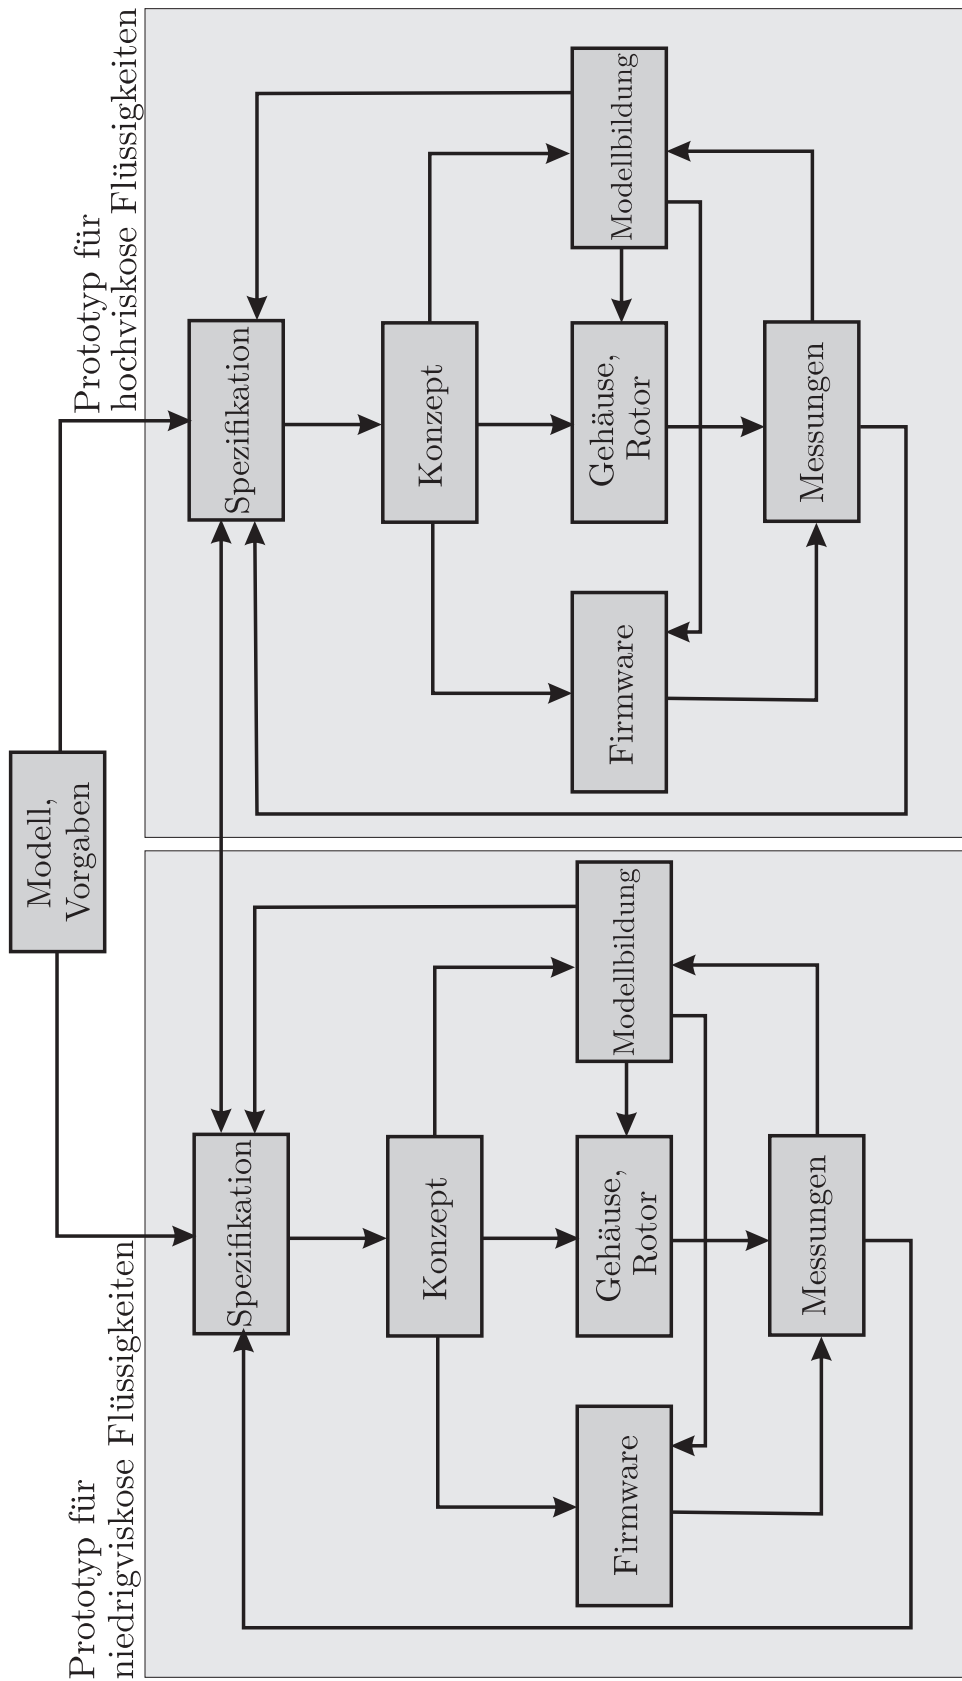 Modell,
Vorgaben
Prototyp für
niedrigviskose Flüssigkeiten
Spezifikation
Konzept
Firmware
Gehäuse,
Rotor
Modellbildung
Messungen
Prototyp für
hochviskose Flüssigkeiten
Spezifikation
Konzept
Firmware
Gehäuse,
Rotor
Modellbildung
Messungen